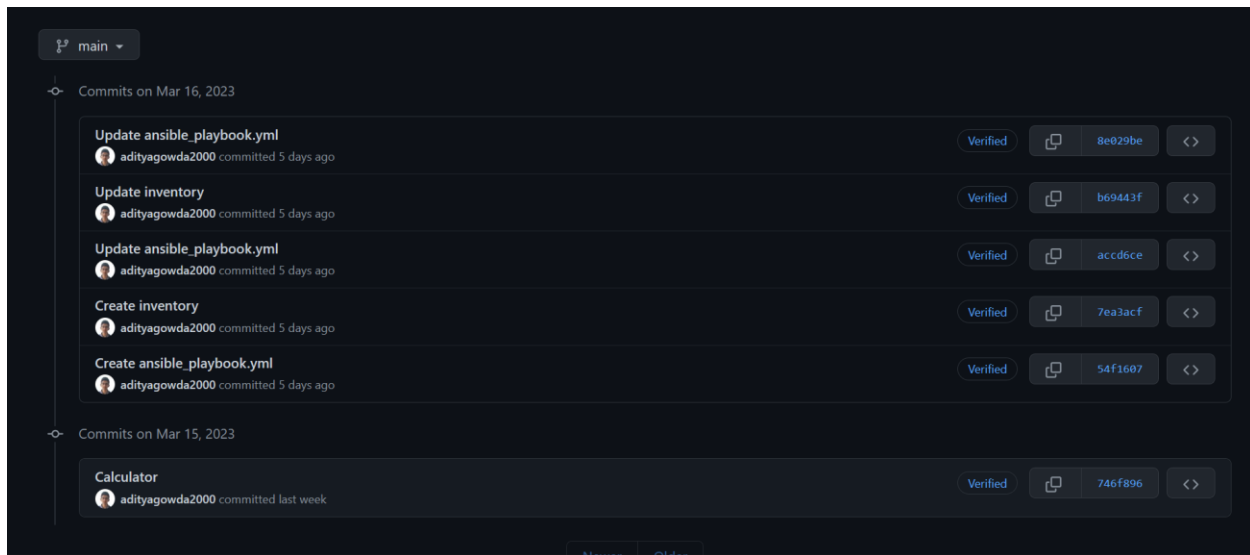 main
Commits on Mar 16, 2023
Update ansible_playbook.yml
Verified 8e029be
adityagowda2000 committed 5 days ago
Update inventory
Verified b69443f
adityagowda2000 committed 5 days ago
Update ansible_playbook.yml
Verified accd6ce
adityagowda2000 committed 5 days ago
Create inventory
Verified 7ea3acf
adityagowda2000 committed 5 days ago
Create ansible_playbook.yml
Verified 54f1607
adityagowda2000 committed 5 days ago
Commits on Mar 15, 2023
Calculator
Verified 746f896
adityagowda2000 committed last week
Newer Older